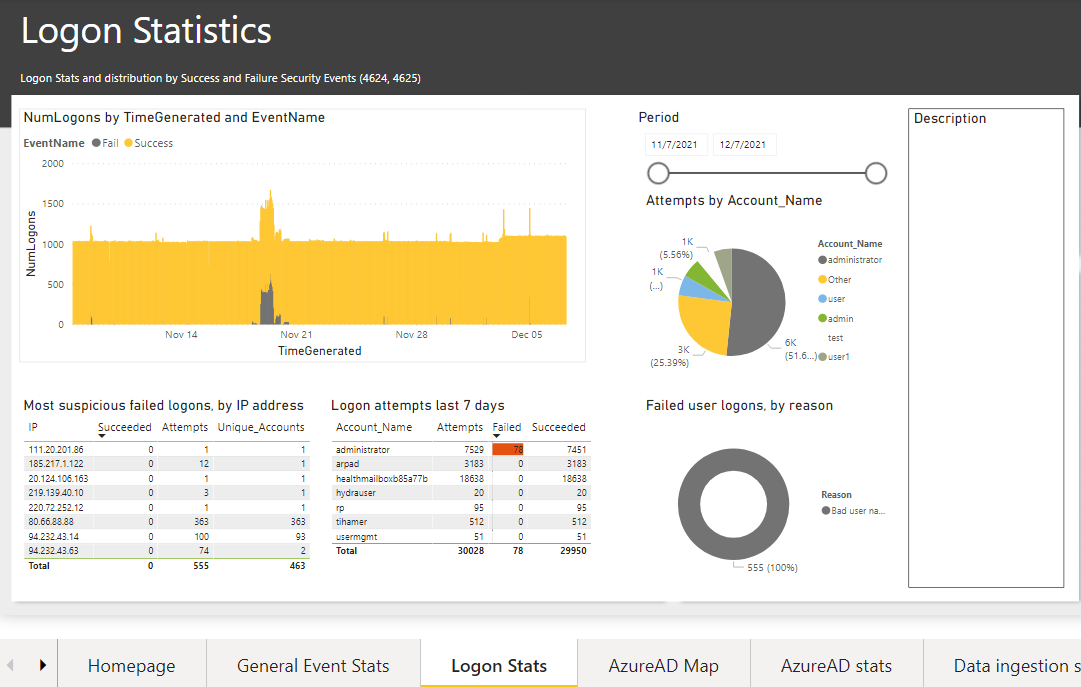 Logon Statistics
Logon Stats and distribution by Success and Failure Security Events (4624, 4625)
NumLogons by TimeGenerated and EventName
EventName Fail Success
NumLogons
2000
1500
1000
500
0
Nov 14 Nov 21 Nov 28 Dec 05
TimeGenerated
Period
11/7/2021 12/7/2021
Attempts by Account_Name
1K
(5.56%)
1K
(...)
3K
(25.39%)
6K
(51.6...)
Account_Name
administrator
Other
user
admin
test
user1
Description
Most suspicious failed logons, by IP address
IP Succeeded Attempts Unique_Accounts
111.20.201.86 0 1 1
185.217.1.122 0 12 1
20.124.106.163 0 1 1
219.139.40.10 0 3 1
220.72.252.12 0 1 1
80.66.88.88 0 363 363
94.232.43.14 0 100 93
94.232.43.63 0 74 2
Total 0 555 463
Logon attempts last 7 days
Account_Name Attempts Failed Succeeded
administrator 7529 78 7451
arpad 3183 0 3183
healthmailboxb85a77b 18638 0 18638
hydrauser 20 0 20
rp 95 0 95
tihamer 512 0 512
usermgmt 51 0 51
Total 30028 78 29950
Failed user logons, by reason
Reason
Bad user na...
555 (100%)
Homepage General Event Stats Logon Stats AzureAD Map AzureAD stats Data ingestion s